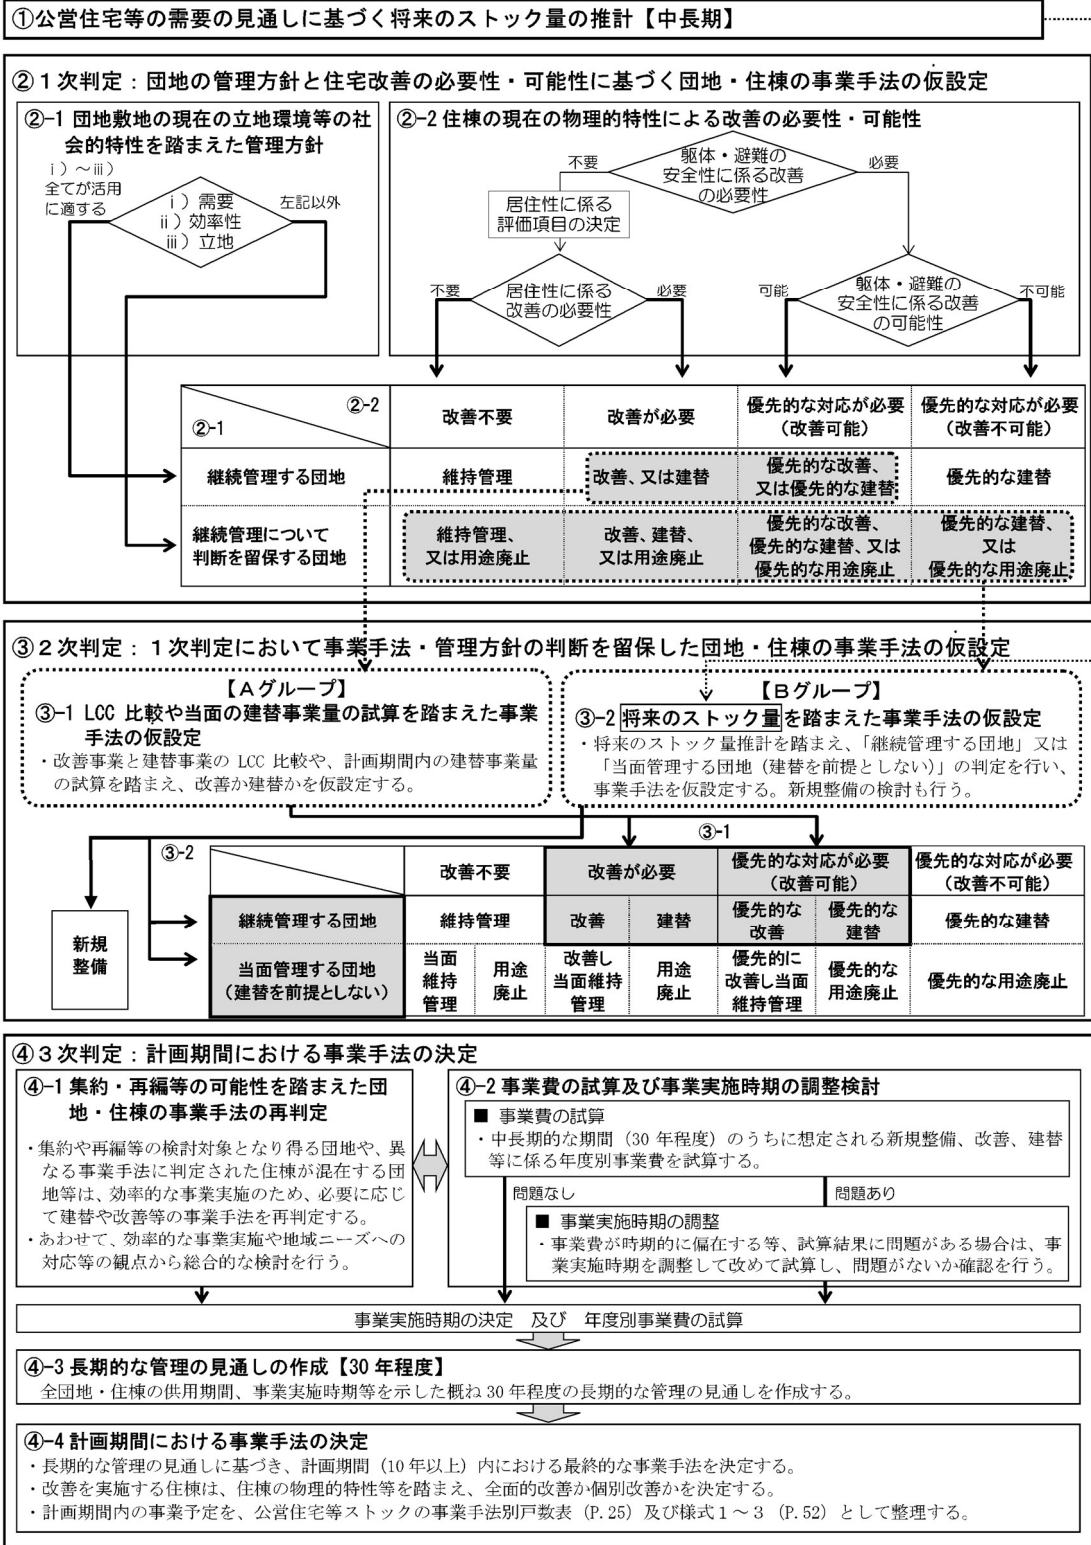 ①公営住宅等の需要の見通しに基づく将来のストック量の推計【中長期】
②１次判定：団地の管理方針と住宅改善の必要性・可能性に基づく団地・住棟の事業手法の仮設定
②-1 団地敷地の現在の立地環境等の社
会的特性を踏まえた管理方針
ⅰ）～ⅲ）
全てが活用
に適する
ⅰ）需要
ⅱ）効率性
ⅲ）立地
左記以外
②-2 住棟の現在の物理的特性による改善の必要性・可能性
不要
躯体・避難の
安全性に係る改善
の必要性
必要
居住性に係る
評価項目の決定
不要
居住性に係る
改善の必要性
必要
可能
躯体・避難の
安全性に係る改善
の可能性
不可能
②-2
②-1
改善不要
改善が必要
優先的な対応が必要
（改善可能）
優先的な対応が必要
（改善不可能）
継続管理する団地
維持管理
改善、又は建替
優先的な改善、
又は優先的な建替
優先的な建替
継続管理について
判断を留保する団地
維持管理、
又は用途廃止
改善、建替、
又は用途廃止
優先的な改善、
優先的な建替、又は
優先的な用途廃止
優先的な建替、
又は
優先的な用途廃止
③２次判定：１次判定において事業手法・管理方針の判断を留保した団地・住棟の事業手法の仮設定
【Aグループ】
③-1 LCC 比較や当面の建替事業量の試算を踏まえた事業
手法の仮設定
・改善事業と建替事業の LCC 比較や、計画期間内の建替事業量
の試算を踏まえ、改善か建替かを仮設定する。
【Bグループ】
③-2 将来のストック量を踏まえた事業手法の仮設定
・将来のストック量推計を踏まえ、「継続管理する団地」又は
「当面管理する団地（建替を前提としない）」の判定を行い、
事業手法を仮設定する。新規整備の検討も行う。
③-1
③-2
改善不要
改善が必要
優先的な対応が必要
（改善可能）
優先的な対応が必要
（改善不可能）
新規
整備
継続管理する団地
維持管理
改善
建替
優先的な
改善
優先的な
建替
優先的な建替
当面管理する団地
（建替を前提としない）
当面
維持
管理
用途
廃止
改善し
当面維持
管理
用途
廃止
優先的に
改善し当面
維持管理
優先的な
用途廃止
優先的な用途廃止
④３次判定：計画期間における事業手法の決定
④-1 集約・再編等の可能性を踏まえた団
地・住棟の事業手法の再判定
・集約や再編等の検討対象となり得る団地や、異
なる事業手法に判定された住棟が混在する団
地等は、効率的な事業実施のため、必要に応じ
て建替や改善等の事業手法を再判定する。
・あわせて、効率的な事業実施や地域ニーズへの
対応等の観点から総合的な検討を行う。
④-2 事業費の試算及び事業実施時期の調整検討
■ 事業費の試算
・中長期的な期間（30 年程度）のうちに想定される新規整備、改善、建替
等に係る年度別事業費を試算する。
問題なし
問題あり
■ 事業実施時期の調整
・事業費が時期的に偏在する等、試算結果に問題がある場合は、事
業実施時期を調整して改めて試算し、問題がないか確認を行う。
事業実施時期の決定　及び　年度別事業費の試算
④-3 長期的な管理の見通しの作成【30 年程度】
全団地・住棟の供用期間、事業実施時期等を示した概ね 30 年程度の長期的な管理の見通しを作成する。
④-4 計画期間における事業手法の決定
・長期的な管理の見通しに基づき、計画期間（10 年以上）内における最終的な事業手法を決定する。
・改善を実施する住棟は、住棟の物理的特性等を踏まえ、全面的改善か個別改善かを決定する。
・計画期間内の事業予定を、公営住宅等ストックの事業手法別戸数表（P.25）及び様式１～３（P.52）として整理する。